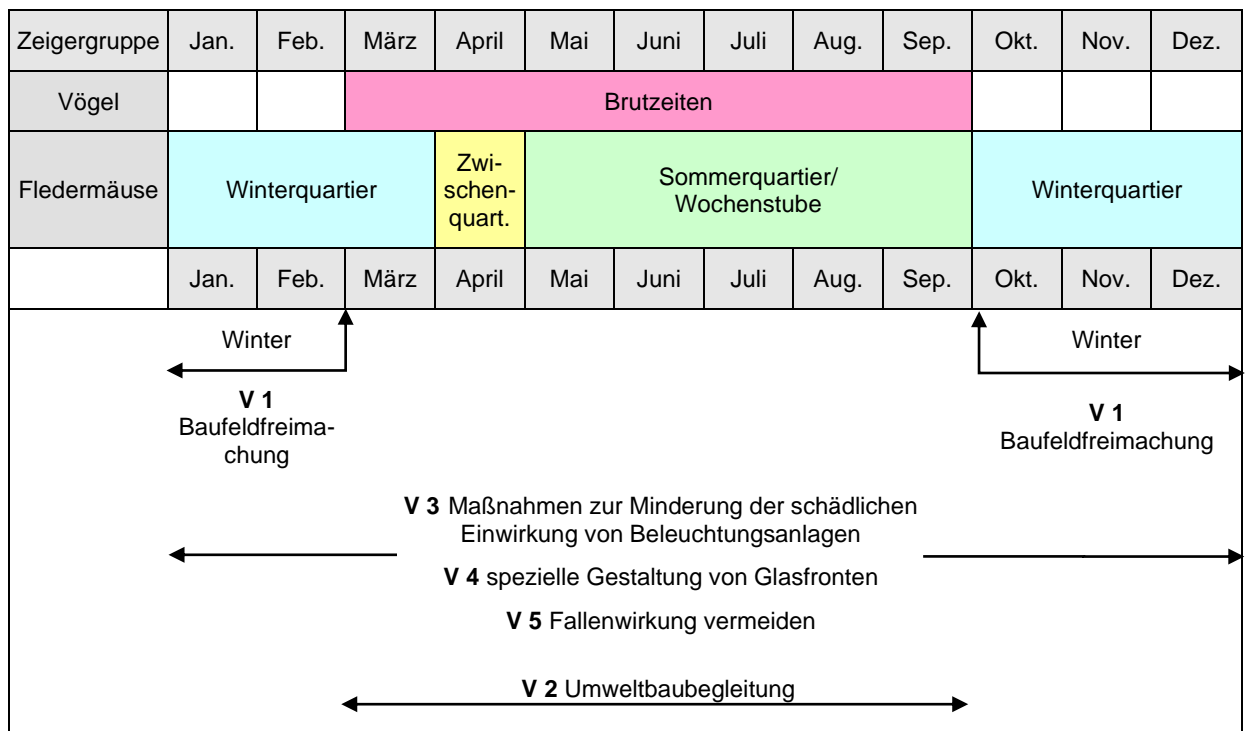 Zeigergruppe Jan. Feb. März April Mai Juni Juli Aug. Sep. Okt. Nov. Dez.
Vögel Brutzeiten
Fledermäuse Winterquartier Zwi-
schen-
quart. Sommerquartier/
Wochenstube Winterquartier
Jan. Feb. März April Mai Juni Juli Aug. Sep. Okt. Nov. Dez.
Winter Winter
V 1
Baufeldfreima-
chung
V 1
Baufeldfreimachung
V 3 Maßnahmen zur Minderung der schädlichen
Einwirkung von Beleuchtungsanlagen
V 4 spezielle Gestaltung von Glasfronten
V 5 Fallenwirkung vermeiden
V 2 Umweltbaubegleitung